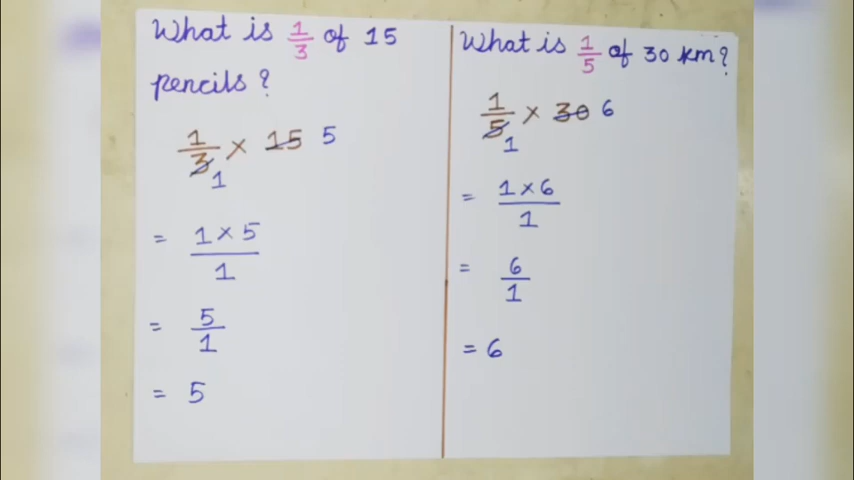 What is 1/3 of 15
pencils?
1/3 × 15 5
1
= 1 × 5 / 1
= 5/1
= 5
What is 1/5 of 30 km?
1/5 × 30 6
1
= 1 × 6 / 1
= 6/1
= 6